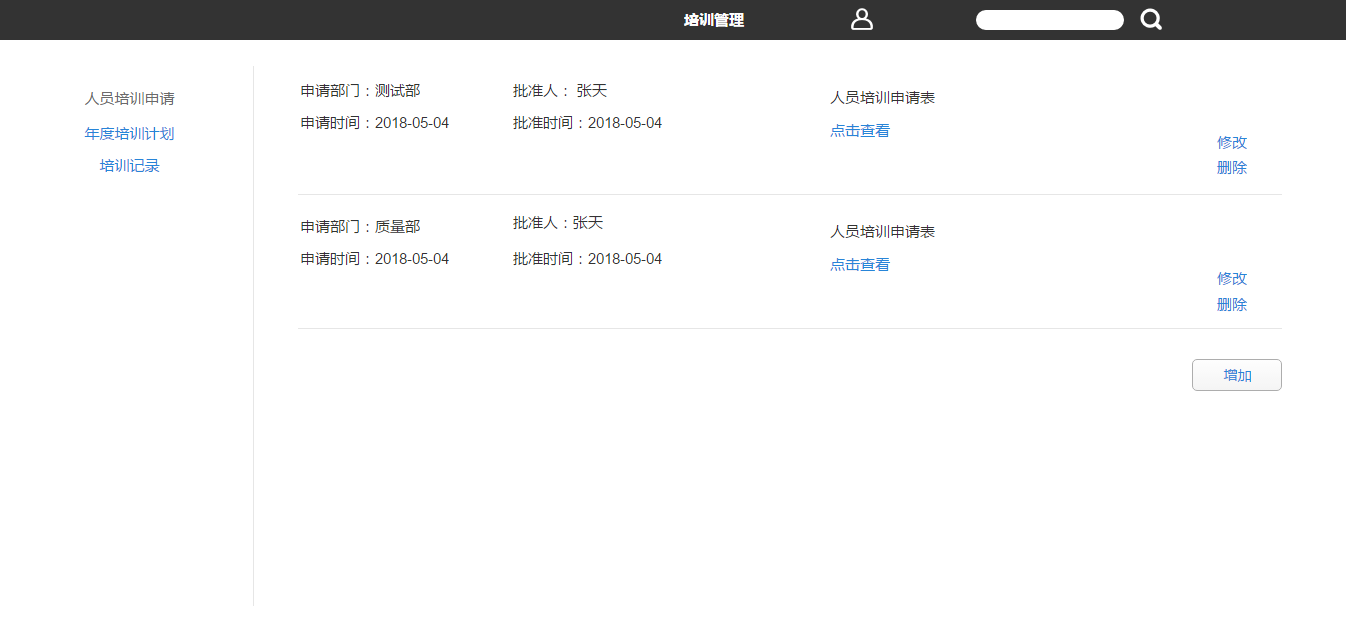 培训管理
人员培训申请
年度培训计划
培训记录
申请部门：测试部
批准人： 张天
人员培训申请表
申请时间：2018-05-04
批准时间：2018-05-04
点击查看
修改
删除
申请部门：质量部
批准人：张天
人员培训申请表
申请时间：2018-05-04
批准时间：2018-05-04
点击查看
修改
删除
增加